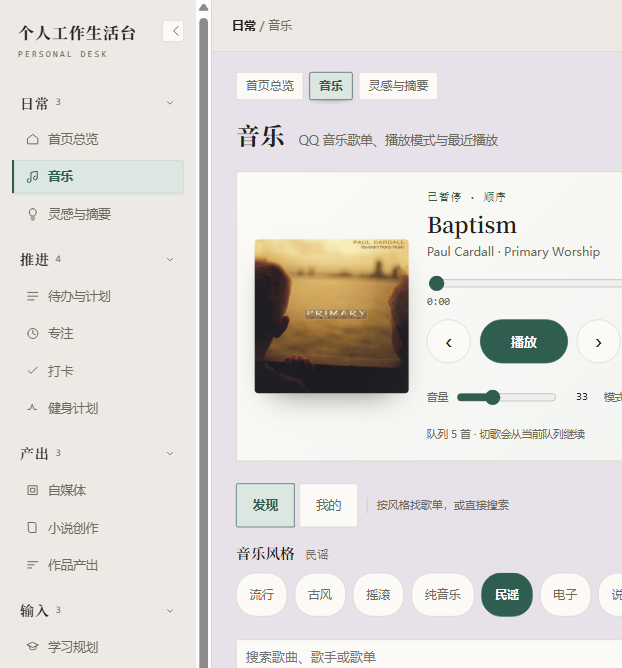 个人工作生活台
PERSONAL DESK
日常 3
首页总览
音乐
灵感与摘要
推进 4
待办与计划
专注
打卡
健身计划
产出 3
自媒体
小说创作
作品产出
输入 3
学习规划
日常 / 音乐
首页总览 音乐 灵感与摘要
音乐 QQ 音乐歌单、播放模式与最近播放
PAUL CARDALL
Reverent Piano Music
PRIMARY
已暂停 · 顺序
Baptism
Paul Cardall · Primary Worship
0:00
‹ 播放 ›
音量 33 模式
队列 5 首 · 切歌会从当前队列继续
发现 我的 按风格找歌单，或直接搜索
音乐风格 民谣
流行 古风 摇滚 纯音乐 民谣 电子 说
搜索歌曲、歌手或歌单